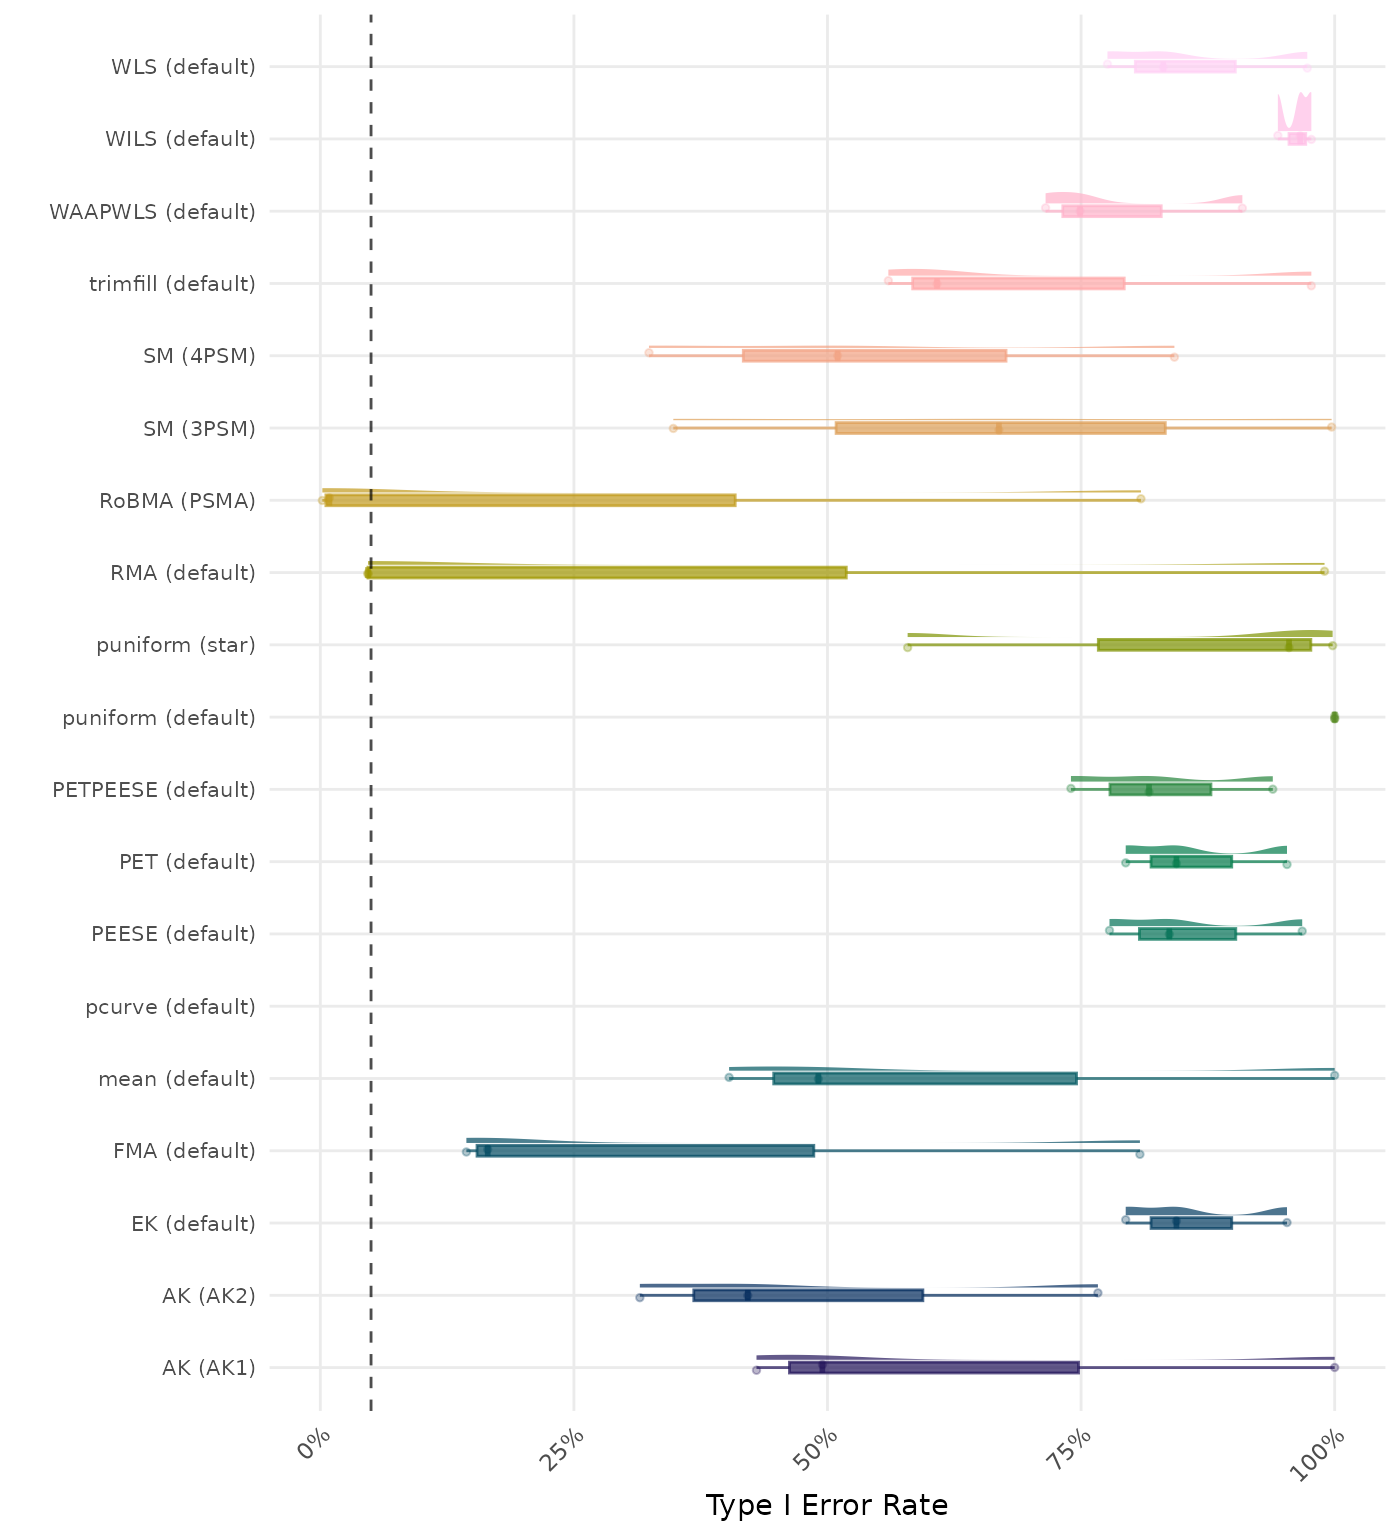 WLS (default)
WILS (default)
WAAPWLS (default)
trimfill (default)
SM (4PSM)
SM (3PSM)
RoBMA (PSMA)
RMA (default)
puniform (star)
puniform (default)
PETPEESE (default)
PET (default)
PEESE (default)
pcurve (default)
mean (default)
FMA (default)
EK (default)
AK (AK2)
AK (AK1)
0% 25% 50% 75% 100%
Type I Error Rate